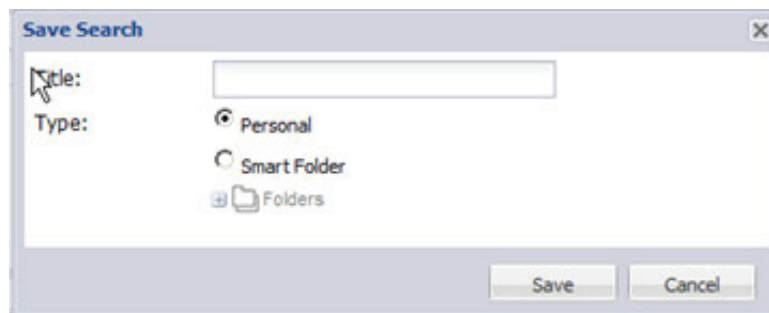 Save Search
Title:
Type:
Personal
Smart Folder
Folders
Save
Cancel